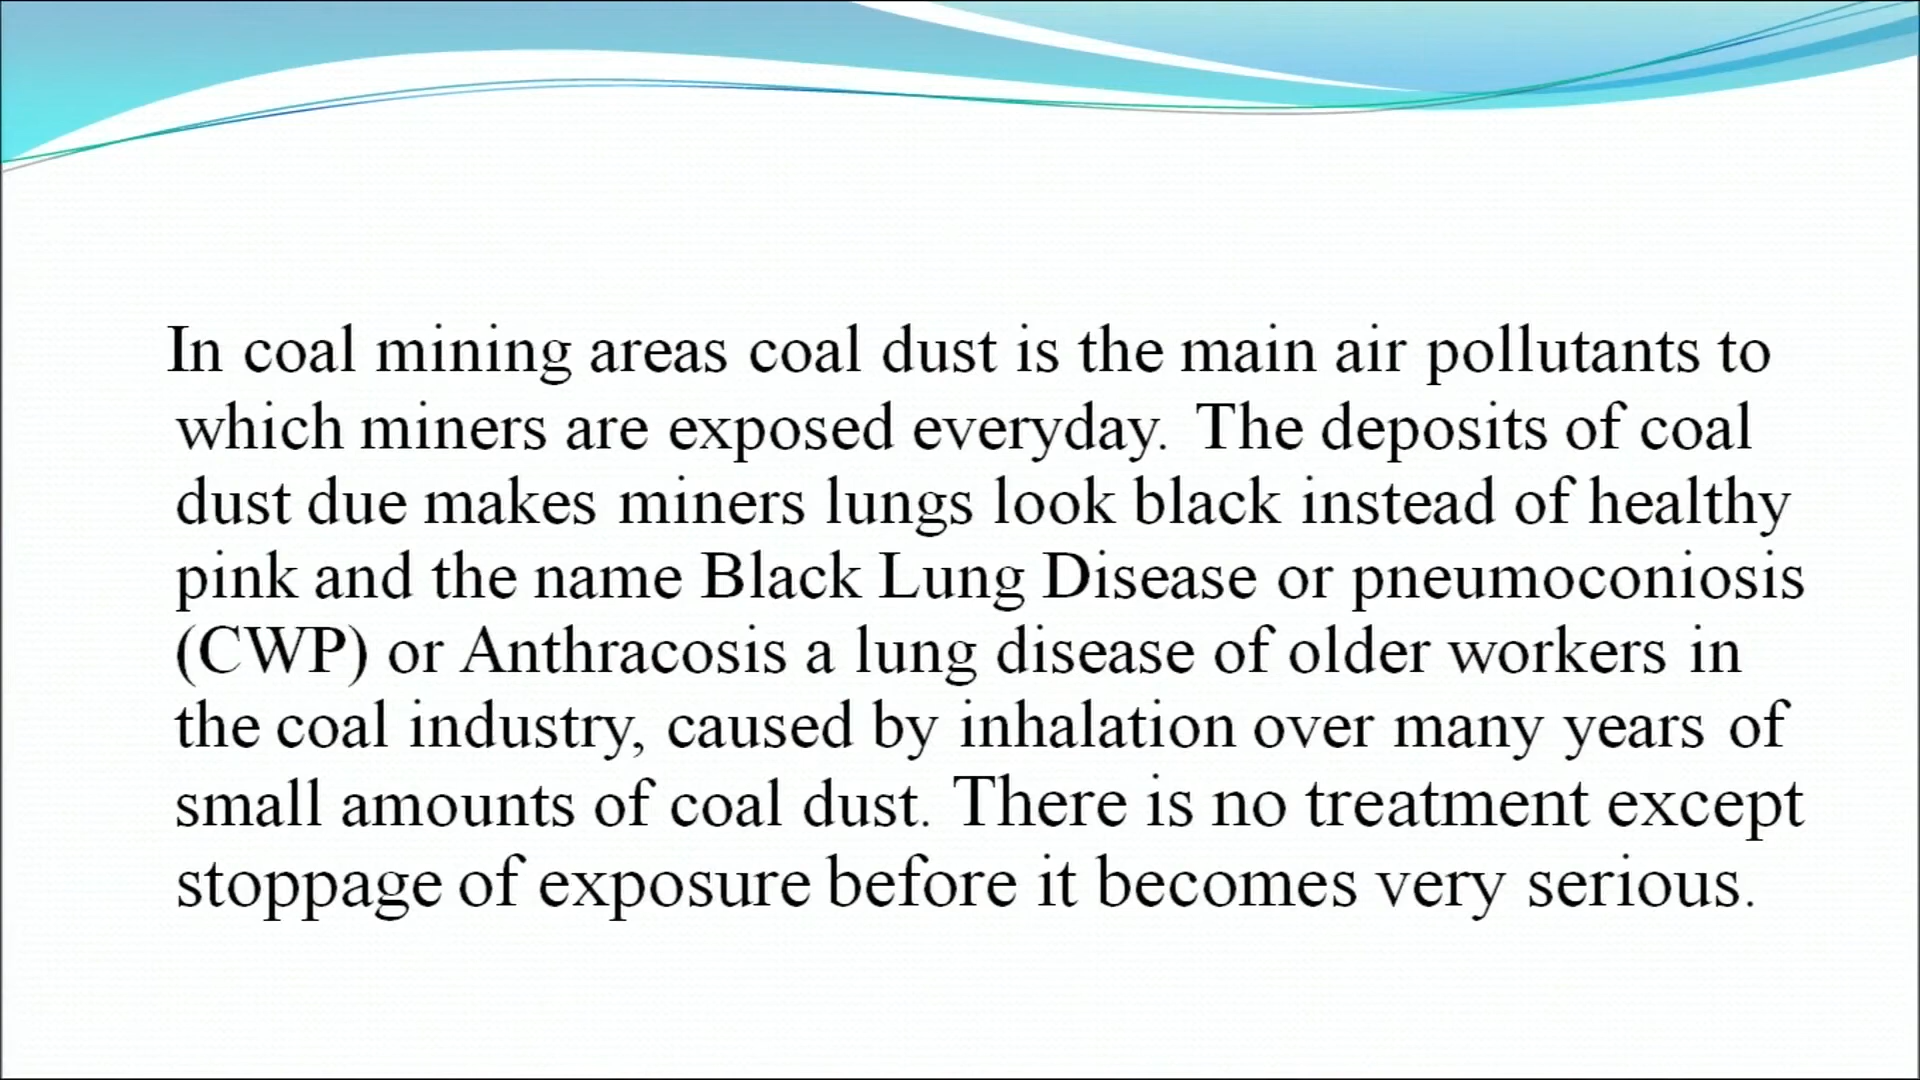 In coal mining areas coal dust is the main air pollutants to
which miners are exposed everyday. The deposits of coal
dust due makes miners lungs look black instead of healthy
pink and the name Black Lung Disease or pneumoconiosis
(CWP) or Anthracosis a lung disease of older workers in
the coal industry, caused by inhalation over many years of
small amounts of coal dust. There is no treatment except
stoppage of exposure before it becomes very serious.